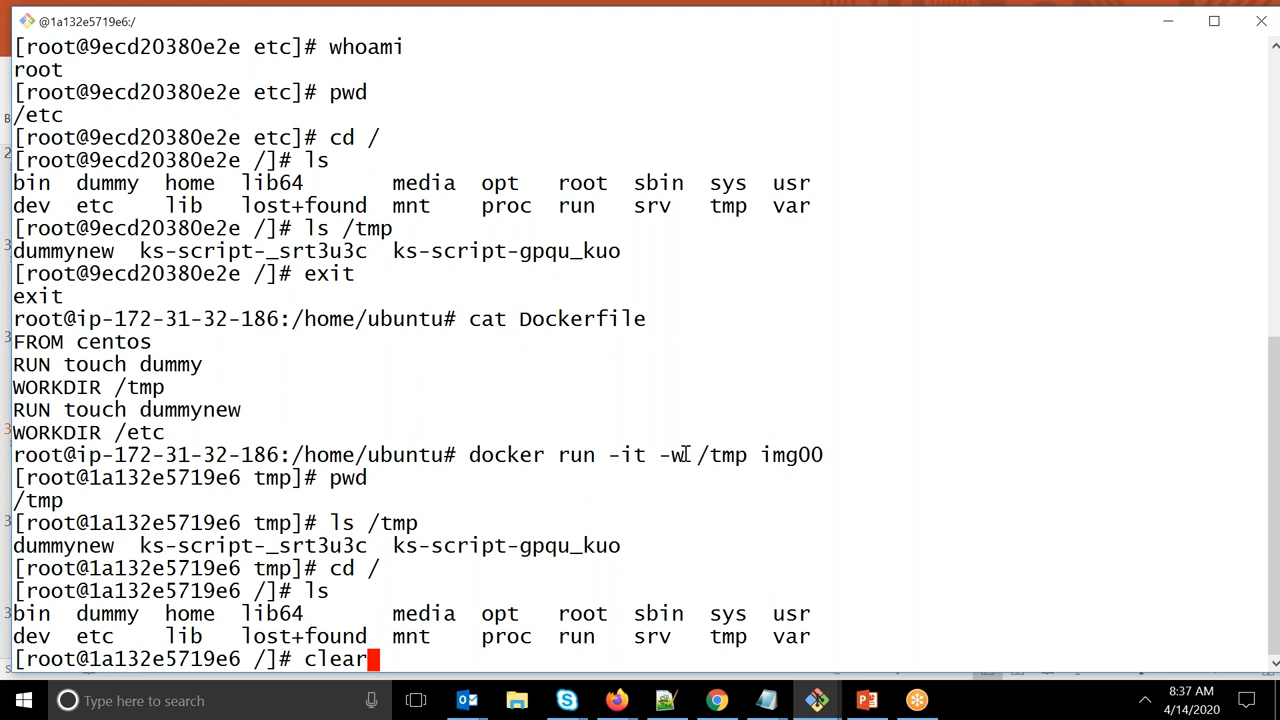 @1a132e5719e6:/
[root@9ecd20380e2e etc]# whoami
root
[root@9ecd20380e2e etc]# pwd
/etc
[root@9ecd20380e2e etc]# cd /
[root@9ecd20380e2e /]# ls
bin  dummy  home  lib64       media  opt   root  sbin  sys  usr
dev  etc    lib   lost+found  mnt    proc  run   srv   tmp  var
[root@9ecd20380e2e /]# ls /tmp
dummynew  ks-script-_srt3u3c  ks-script-gpqu_kuo
[root@9ecd20380e2e /]# exit
exit
root@ip-172-31-32-186:/home/ubuntu# cat Dockerfile
FROM centos
RUN touch dummy
WORKDIR /tmp
RUN touch dummynew
WORKDIR /etc
root@ip-172-31-32-186:/home/ubuntu# docker run -it -w /tmp img00
[root@1a132e5719e6 tmp]# pwd
/tmp
[root@1a132e5719e6 tmp]# ls /tmp
dummynew  ks-script-_srt3u3c  ks-script-gpqu_kuo
[root@1a132e5719e6 tmp]# cd /
[root@1a132e5719e6 /]# ls
bin  dummy  home  lib64       media  opt   root  sbin  sys  usr
dev  etc    lib   lost+found  mnt    proc  run   srv   tmp  var
[root@1a132e5719e6 /]# clear
Type here to search
8:37 AM
4/14/2020